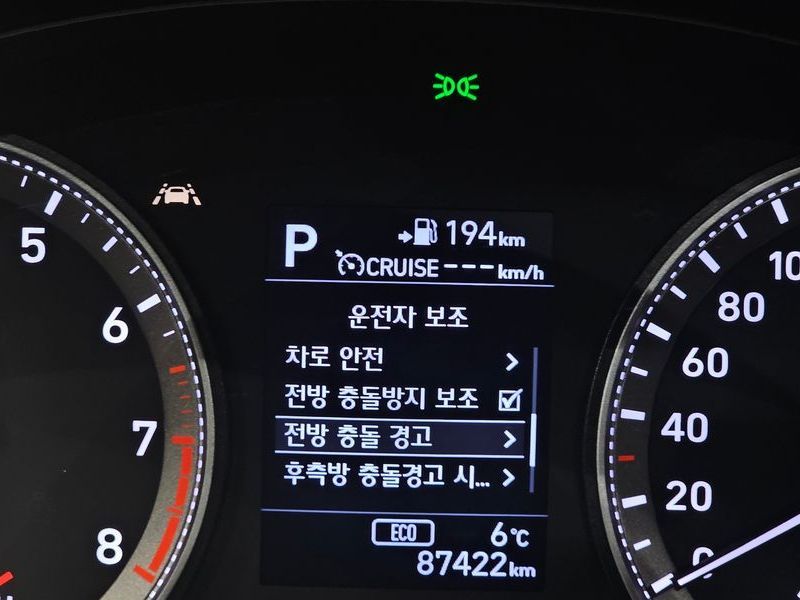 P 194km
CRUISE ---km/h
운전자 보조
차로 안전
전방 충돌방지 보조
전방 충돌 경고
후측방 충돌경고 시...
ECO 6℃
87422km
5
6
7
8
10
80
60
40
20
0